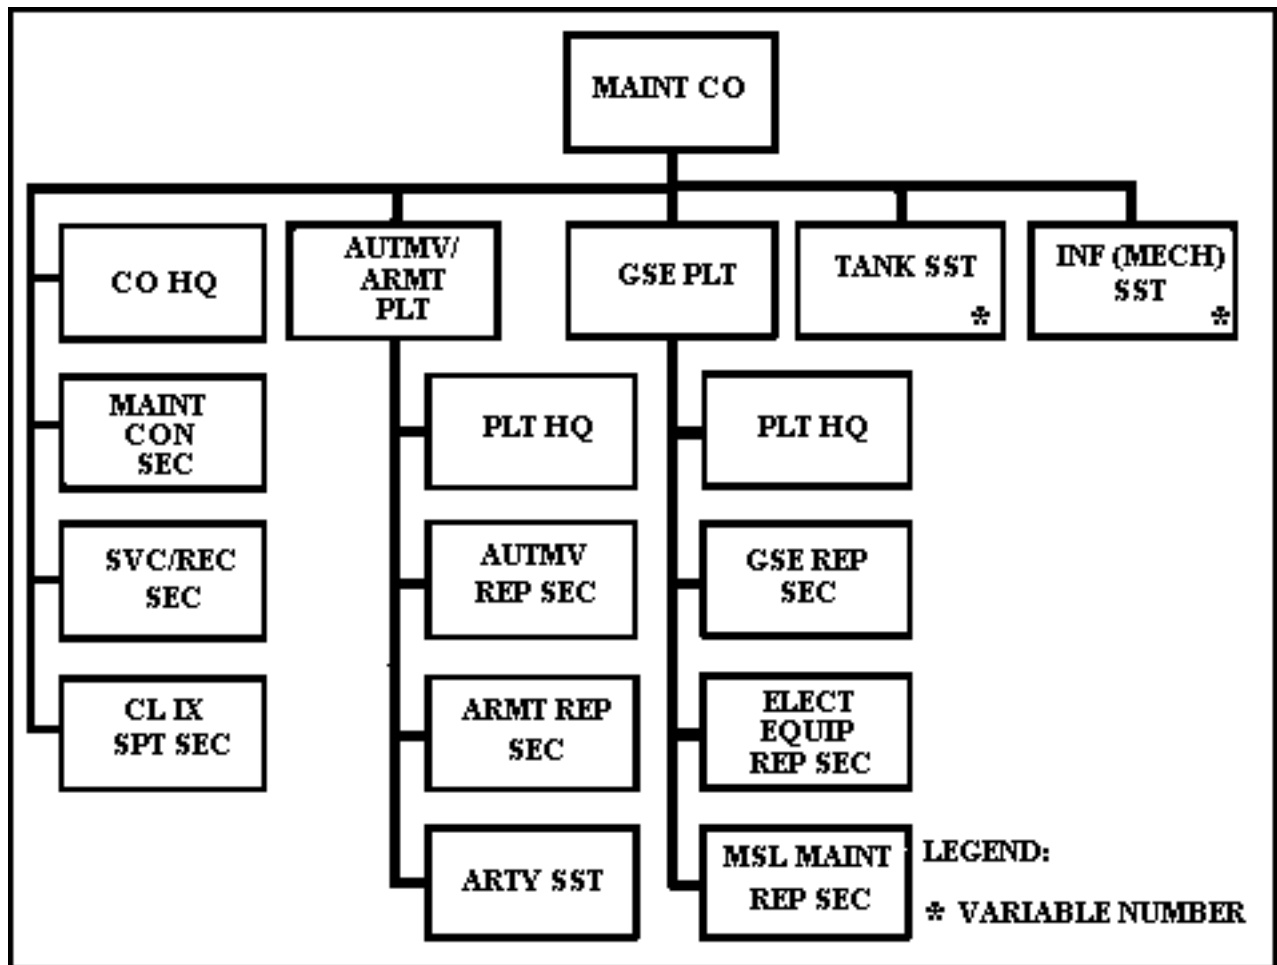 MAINT CO
CO HQ
MAINT
CON
SEC
SVC/REC
SEC
CL IX
SPT SEC
AUTMV/
ARMT
PLT
PLT HQ
AUTMV
REP SEC
ARMT REP
SEC
ARTY SST
GSE PLT
PLT HQ
GSE REP
SEC
ELECT
EQUIP
REP SEC
MSL MAINT
REP SEC
TANK SST
*
INF (MECH)
SST
*
LEGEND:
* VARIABLE NUMBER